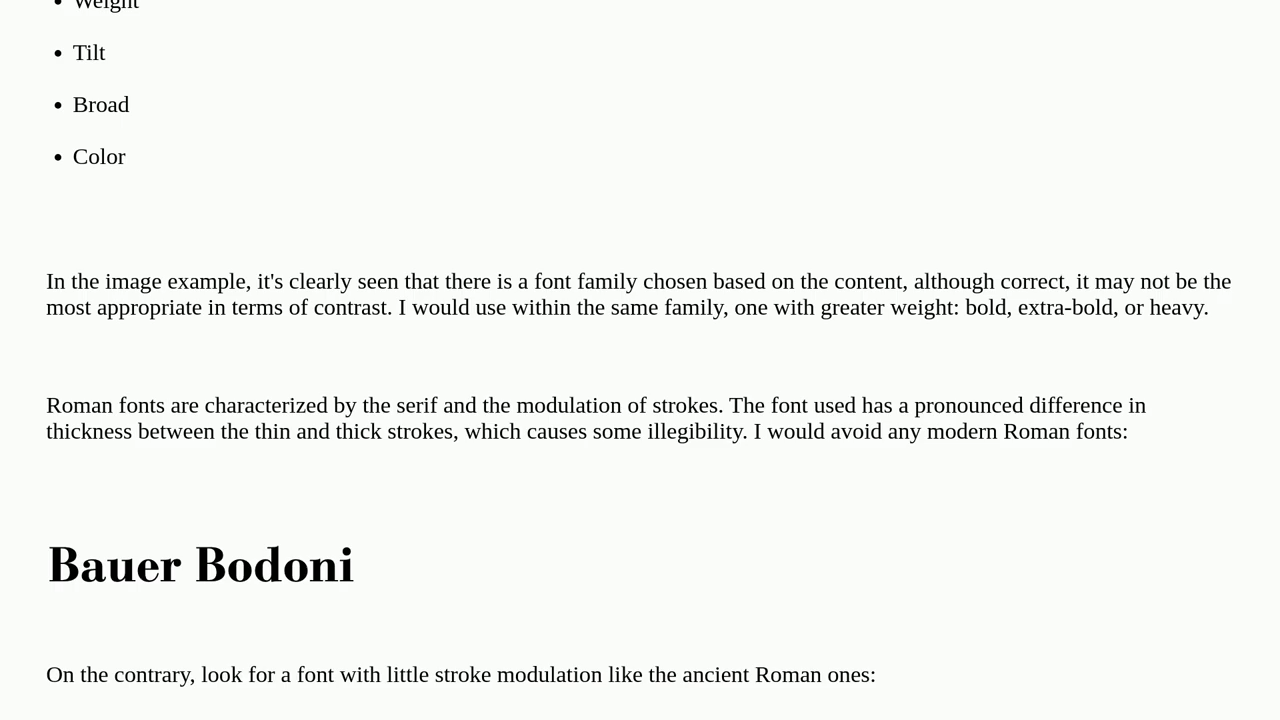 Weight
Tilt
Broad
Color
In the image example, it's clearly seen that there is a font family chosen based on the content, although correct, it may not be the
most appropriate in terms of contrast. I would use within the same family, one with greater weight: bold, extra-bold, or heavy.
Roman fonts are characterized by the serif and the modulation of strokes. The font used has a pronounced difference in
thickness between the thin and thick strokes, which causes some illegibility. I would avoid any modern Roman fonts:
Bauer Bodoni
On the contrary, look for a font with little stroke modulation like the ancient Roman ones: